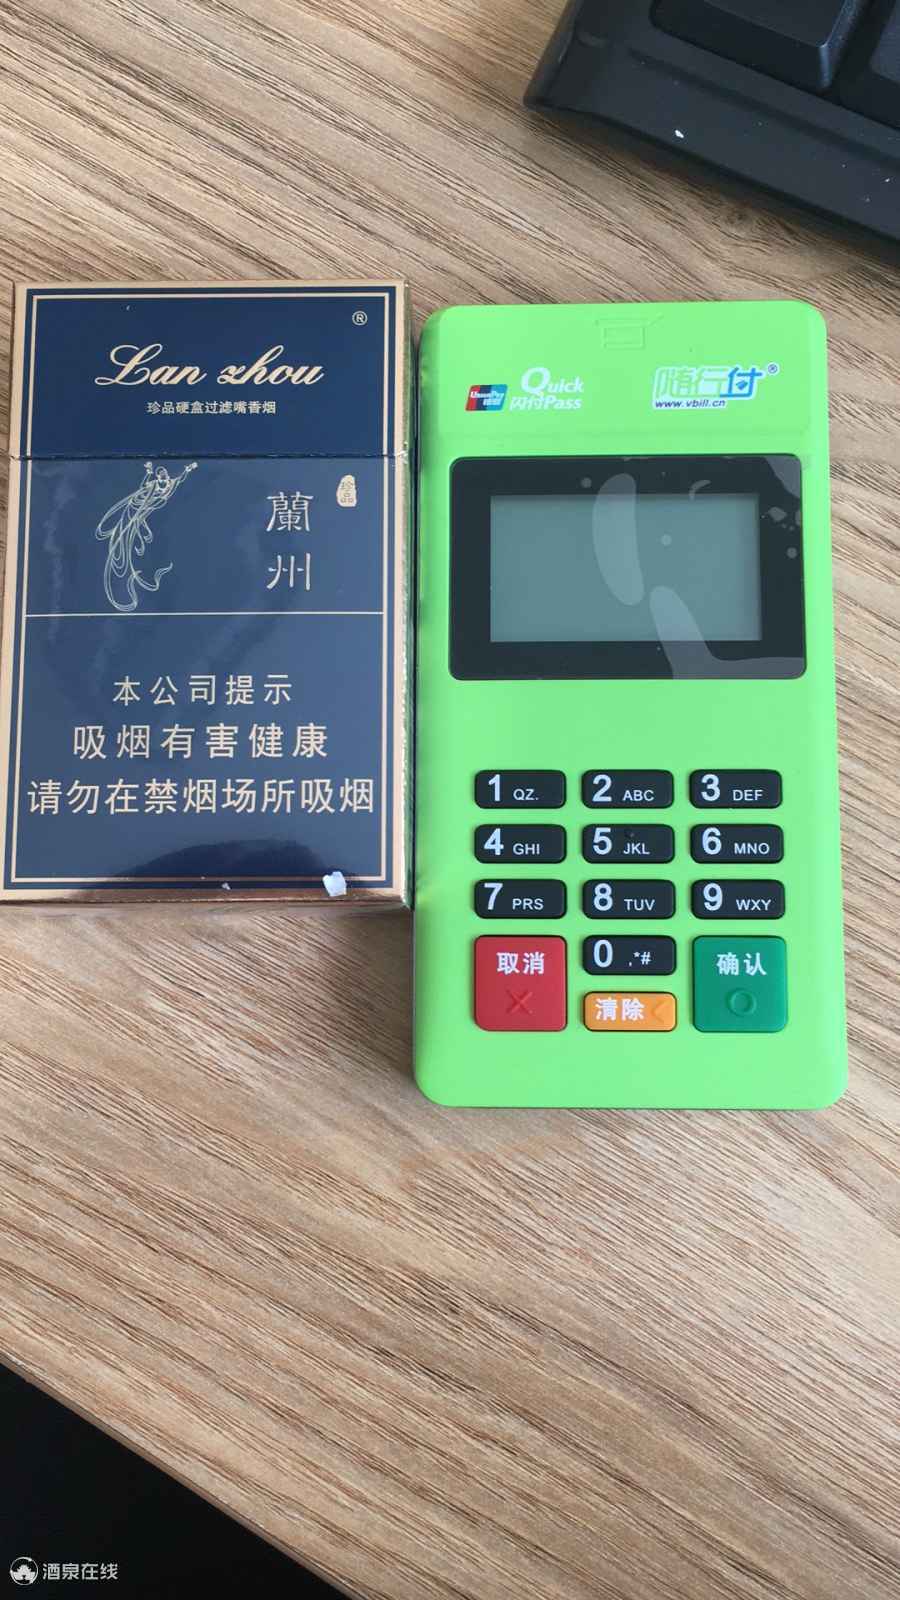 Lan zhou
®
珍品硬盒过滤嘴香烟
蘭州
珍品
本公司提示
吸烟有害健康
请勿在禁烟场所吸烟
UnionPay
银联
Quick
闪付Pass
随行付®
www.vbill.cn
1 QZ.
2 ABC
3 DEF
4 GHI
5 JKL
6 MNO
7 PRS
8 TUV
9 WXY
取消
0 .*#
确认
清除
酒泉在线